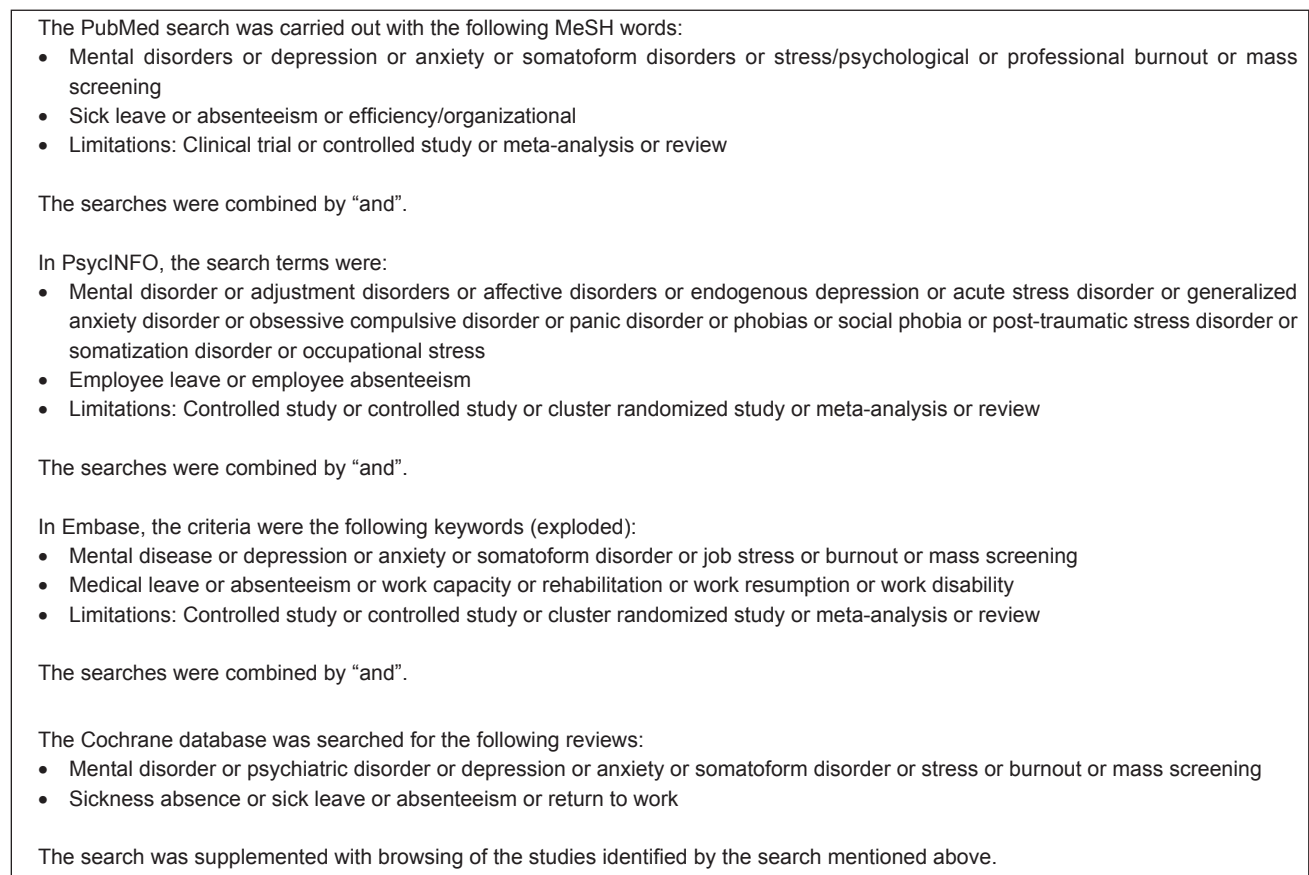 The PubMed search was carried out with the following MeSH words:
• Mental disorders or depression or anxiety or somatoform disorders or stress/psychological or professional burnout or mass
screening
• Sick leave or absenteeism or efficiency/organizational
• Limitations: Clinical trial or controlled study or meta-analysis or review
The searches were combined by “and”.
In PsycINFO, the search terms were:
• Mental disorder or adjustment disorders or affective disorders or endogenous depression or acute stress disorder or generalized
anxiety disorder or obsessive compulsive disorder or panic disorder or phobias or social phobia or post-traumatic stress disorder or
somatization disorder or occupational stress
• Employee leave or employee absenteeism
• Limitations: Controlled study or controlled study or cluster randomized study or meta-analysis or review
The searches were combined by “and”.
In Embase, the criteria were the following keywords (exploded):
• Mental disease or depression or anxiety or somatoform disorder or job stress or burnout or mass screening
• Medical leave or absenteeism or work capacity or rehabilitation or work resumption or work disability
• Limitations: Controlled study or controlled study or cluster randomized study or meta-analysis or review
The searches were combined by “and”.
The Cochrane database was searched for the following reviews:
• Mental disorder or psychiatric disorder or depression or anxiety or somatoform disorder or stress or burnout or mass screening
• Sickness absence or sick leave or absenteeism or return to work
The search was supplemented with browsing of the studies identified by the search mentioned above.